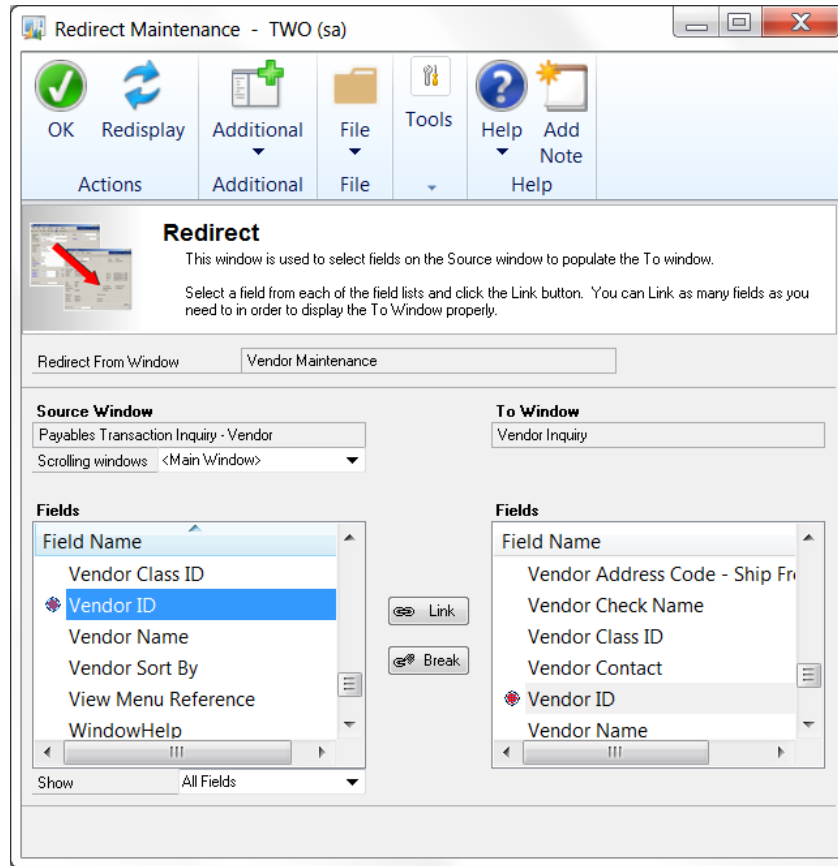 Redirect Maintenance - TWO (sa)
OK Redisplay Additional File Tools Help Add Note
Actions Additional File Help
Redirect
This window is used to select fields on the Source window to populate the To window.
Select a field from each of the field lists and click the Link button. You can Link as many fields as you
need to in order to display the To Window properly.
Redirect From Window Vendor Maintenance
Source Window To Window
Payables Transaction Inquiry - Vendor Vendor Inquiry
Scrolling windows <Main Window>
Fields Fields
Field Name Field Name
Vendor Class ID Vendor Address Code - Ship Fr
Vendor ID Link Vendor Check Name
Vendor Name Vendor Class ID
Vendor Sort By Break Vendor Contact
View Menu Reference Vendor ID
WindowHelp Vendor Name
Show All Fields